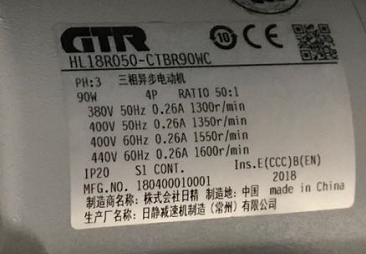 GTR
10
HL18R050-CTBR90WC
PH:3 三相异步电动机
90W 4P RATIO 50:1
380V 50Hz 0.26A 1300r/min
400V 50Hz 0.26A 1350r/min
400V 60Hz 0.26A 1550r/min
440V 60Hz 0.26A 1600r/min
IP20 S1 CONT. Ins.E(CCC)B(EN)
MFG.NO. 180400010001 2018
制造商名称: 株式会社日精 制造地: 中国 made in China
生产厂名称: 日静减速机制造（常州）有限公司